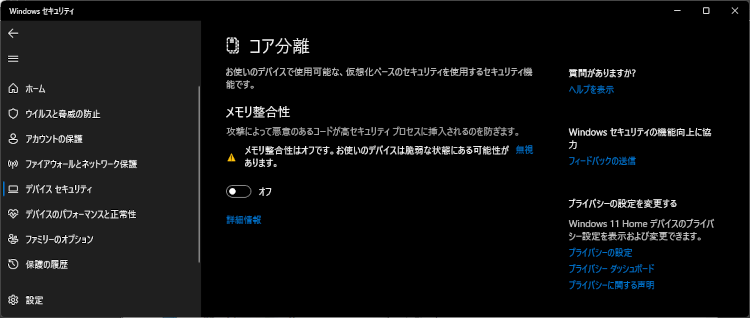 Windows セキュリティ
ホーム
ウイルスと脅威の防止
アカウントの保護
ファイアウォールとネットワーク保護
デバイス セキュリティ
デバイスのパフォーマンスと正常性
ファミリーのオプション
保護の履歴
設定
コア分離
お使いのデバイスで使用可能な、仮想化ベースのセキュリティを使用するセキュリティ機
能です。
メモリ整合性
攻撃によって悪意のあるコードが高セキュリティ プロセスに挿入されるのを防ぎます。
メモリ整合性はオフです。お使いのデバイスは脆弱な状態にある可能性が 無視
あります。
オフ
詳細情報
質問がありますか?
ヘルプを表示
Windows セキュリティの機能向上に協
力
フィードバックの送信
プライバシーの設定を変更する
Windows 11 Home デバイスのプライバ
シー設定を表示および変更できます。
プライバシーの設定
プライバシー ダッシュボード
プライバシーに関する声明